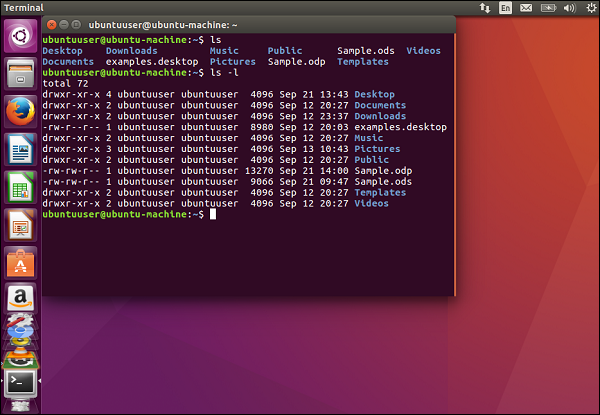 Terminal
En
ubuntuuser@ubuntu-machine: ~
ubuntuuser@ubuntu-machine:~$ ls
Desktop Downloads Music Public Sample.ods Videos
Documents examples.desktop Pictures Sample.odp Templates
ubuntuuser@ubuntu-machine:~$ ls -l
total 72
drwxr-xr-x 4 ubuntuuser ubuntuuser 4096 Sep 21 13:43 Desktop
drwxr-xr-x 2 ubuntuuser ubuntuuser 4096 Sep 12 20:27 Documents
drwxr-xr-x 2 ubuntuuser ubuntuuser 4096 Sep 12 23:37 Downloads
-rw-r--r-- 1 ubuntuuser ubuntuuser 8980 Sep 12 20:03 examples.desktop
drwxr-xr-x 2 ubuntuuser ubuntuuser 4096 Sep 12 20:27 Music
drwxr-xr-x 3 ubuntuuser ubuntuuser 4096 Sep 13 10:43 Pictures
drwxr-xr-x 2 ubuntuuser ubuntuuser 4096 Sep 12 20:27 Public
-rw-rw-r-- 1 ubuntuuser ubuntuuser 13270 Sep 21 14:00 Sample.odp
-rw-rw-r-- 1 ubuntuuser ubuntuuser 9066 Sep 21 09:47 Sample.ods
drwxr-xr-x 2 ubuntuuser ubuntuuser 4096 Sep 12 20:27 Templates
drwxr-xr-x 2 ubuntuuser ubuntuuser 4096 Sep 12 20:27 Videos
ubuntuuser@ubuntu-machine:~$